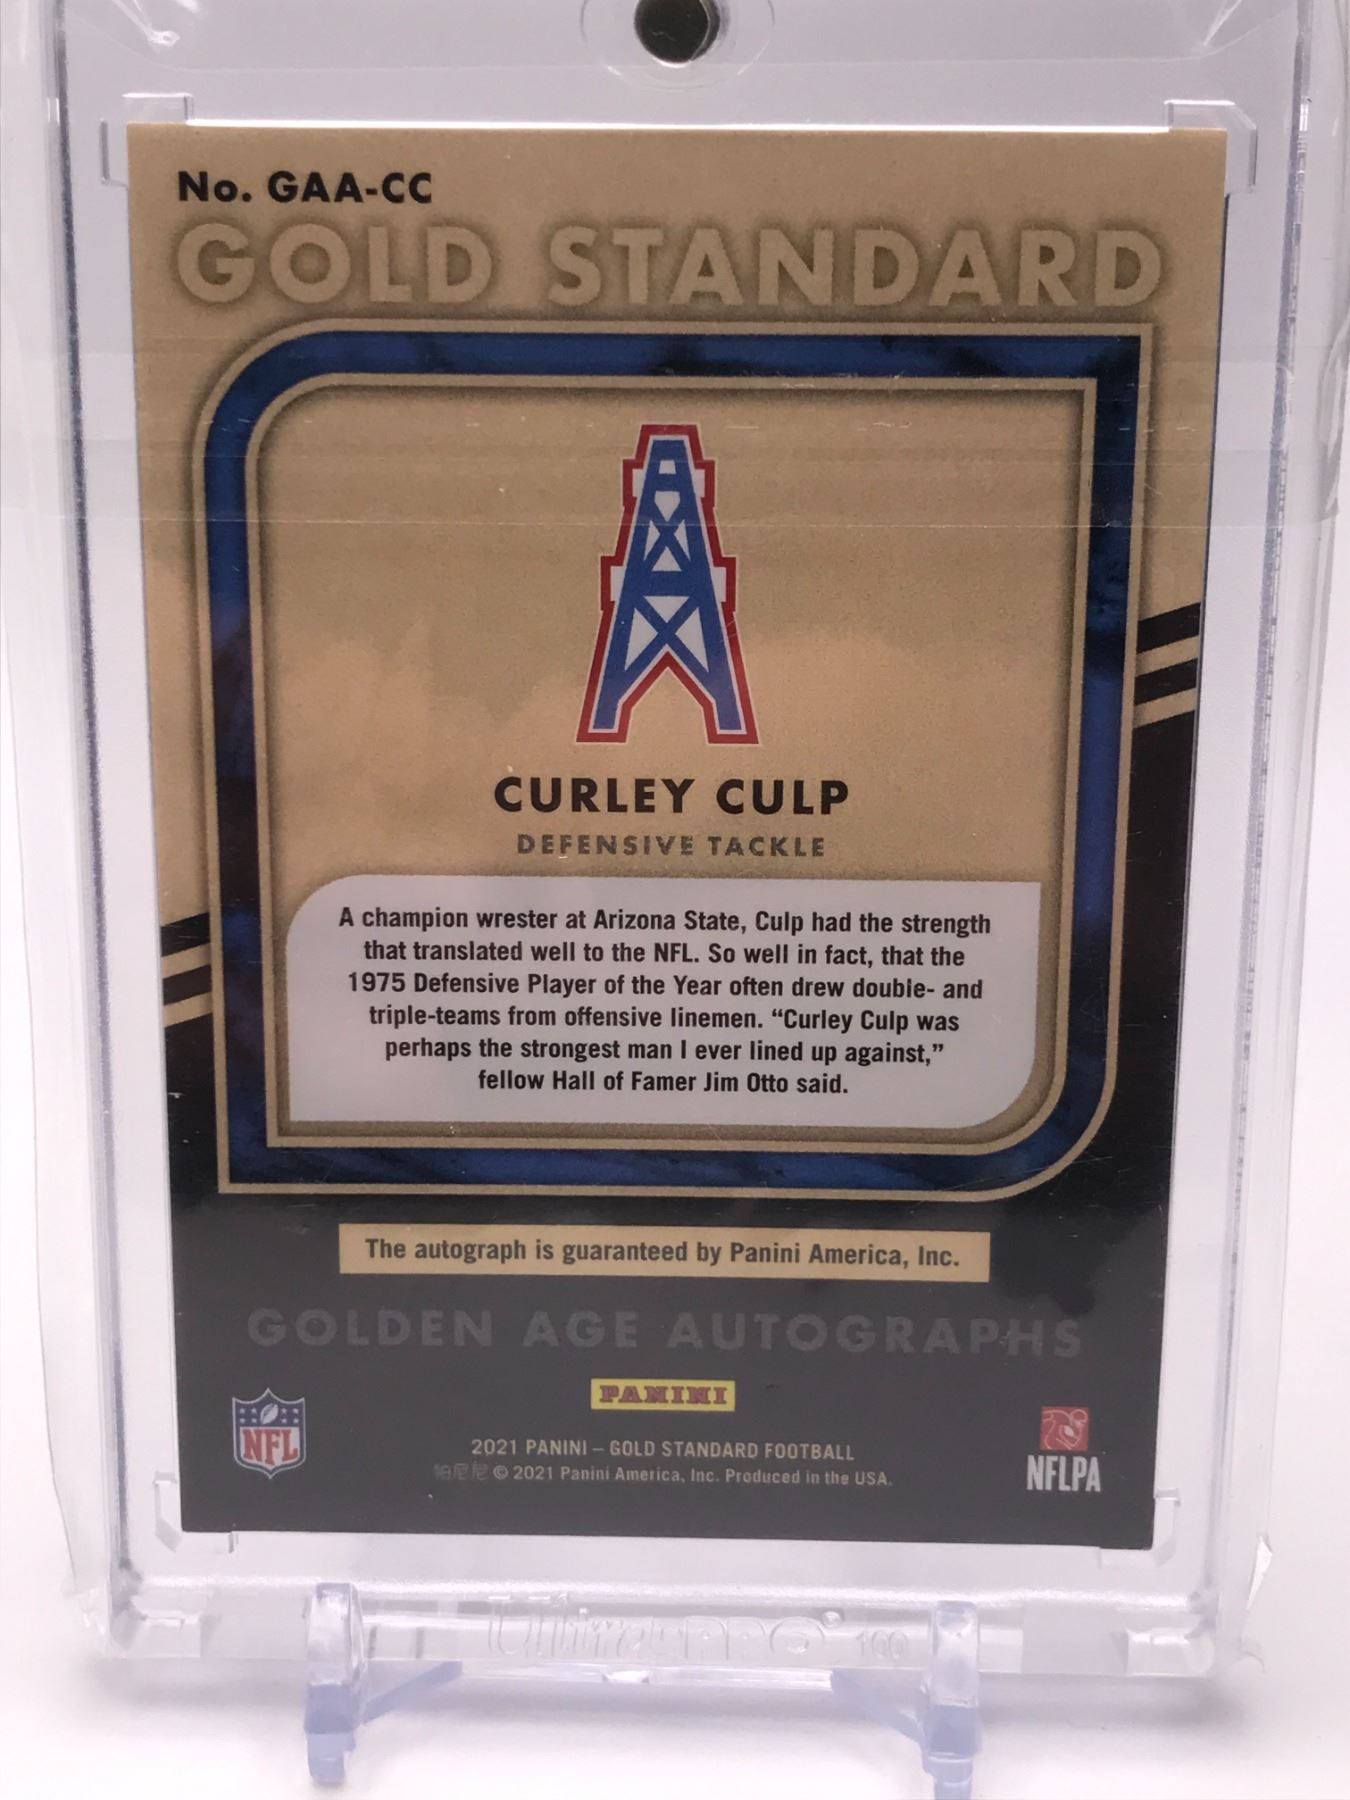 No. GAA-CC
GOLD STANDARD
CURLEY CULP
DEFENSIVE TACKLE
A champion wrester at Arizona State, Culp had the strength
that translated well to the NFL. So well in fact, that the
1975 Defensive Player of the Year often drew double- and
triple-teams from offensive linemen. “Curley Culp was
perhaps the strongest man I ever lined up against,”
fellow Hall of Famer Jim Otto said.
The autograph is guaranteed by Panini America, Inc.
GOLDEN AGE AUTOGRAPHS
PANINI
NFL
2021 PANINI – GOLD STANDARD FOOTBALL
帕尼尼 © 2021 Panini America, Inc. Produced in the USA.
NFLPA
Ultra PRO® 100